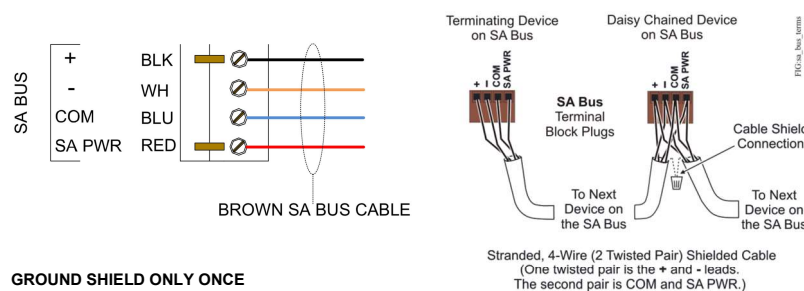 SA BUS
+ BLK
- WH
COM BLU
SA PWR RED
BROWN SA BUS CABLE
GROUND SHIELD ONLY ONCE
Terminating Device
on SA Bus
Daisy Chained Device
on SA Bus
FIG:sa_bus_terms
+ - COM SA PWR
+ - COM SA PWR
SA Bus
Terminal
Block Plugs
Cable Shield
Connection
To Next
Device on
the SA Bus
To Next
Device on
the SA Bus
Stranded, 4-Wire (2 Twisted Pair) Shielded Cable
(One twisted pair is the + and - leads.
The second pair is COM and SA PWR.)